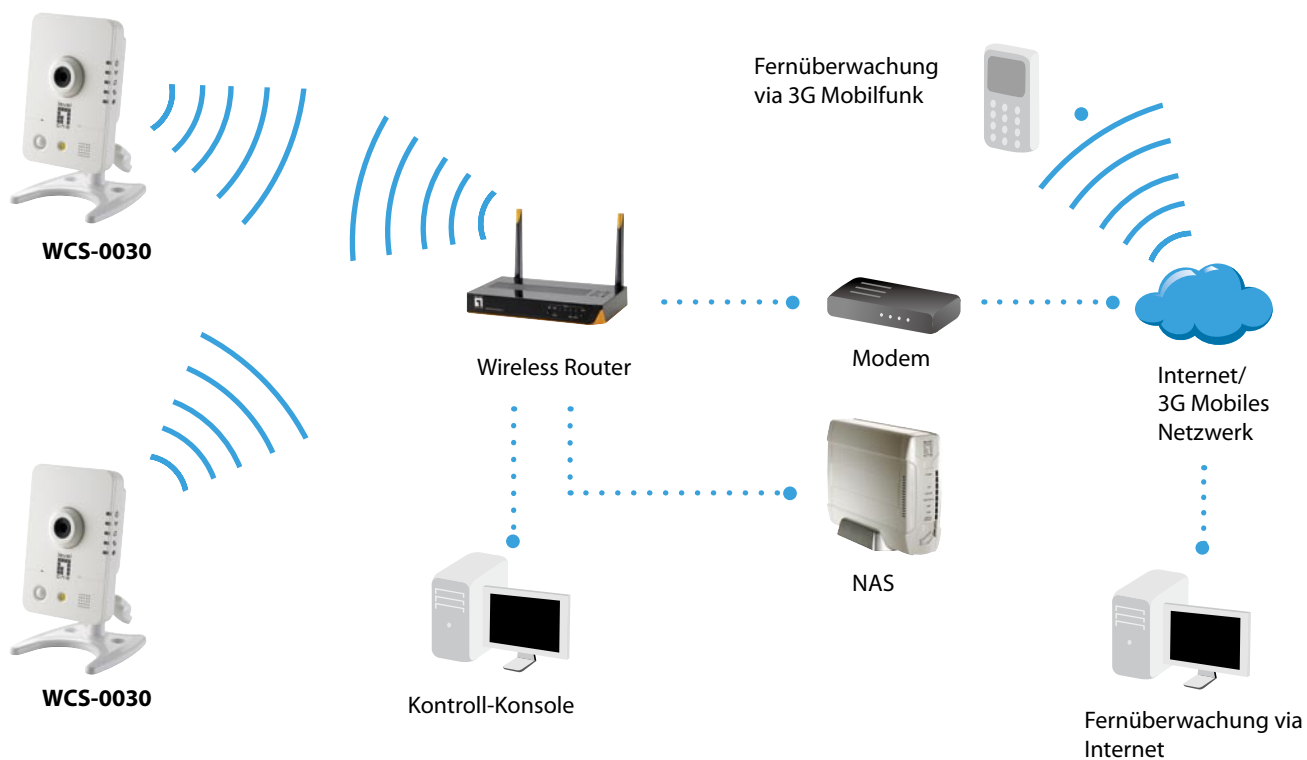 Fernüberwachung
via 3G Mobilfunk
WCS-0030
Wireless Router
Modem
Internet/
3G Mobiles
Netzwerk
NAS
WCS-0030
Kontroll-Konsole
Fernüberwachung via
Internet